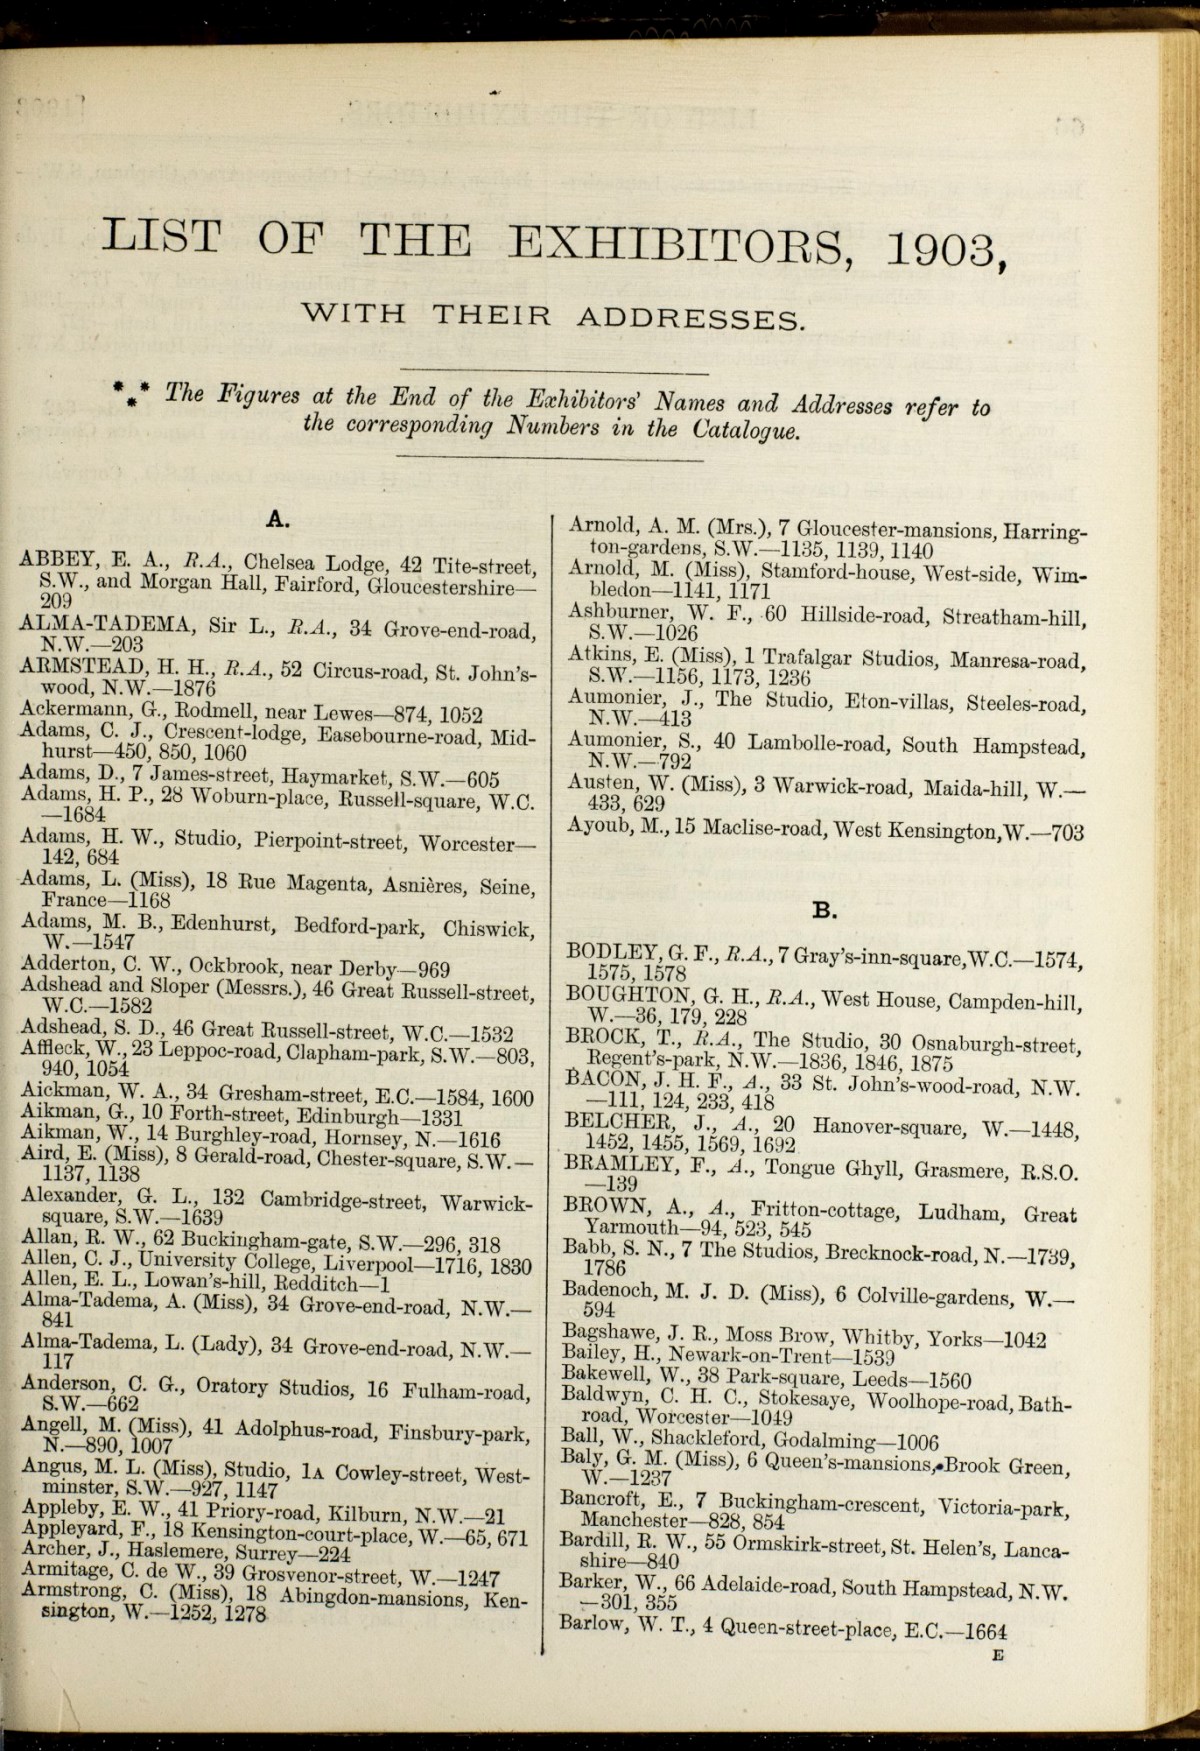 LIST OF THE EXHIBITORS, 1903,
WITH THEIR ADDRESSES.
*⁎* The Figures at the End of the Exhibitors' Names and Addresses refer to
the corresponding Numbers in the Catalogue.
A.
ABBEY, E. A., R.A., Chelsea Lodge, 42 Tite-street,
S.W., and Morgan Hall, Fairford, Gloucestershire—
209
ALMA-TADEMA, Sir L., R.A., 34 Grove-end-road,
N.W.—203
ARMSTEAD, H. H., R.A., 52 Circus-road, St. John's-
wood, N.W.—1876
Ackermann, G., Rodmell, near Lewes—874, 1052
Adams, C. J., Crescent-lodge, Easebourne-road, Mid-
hurst—450, 850, 1060
Adams, D., 7 James-street, Haymarket, S.W.—605
Adams, H. P., 28 Woburn-place, Russell-square, W.C.
—1684
Adams, H. W., Studio, Pierpoint-street, Worcester—
142, 684
Adams, L. (Miss), 18 Rue Magenta, Asnières, Seine,
France—1168
Adams, M. B., Edenhurst, Bedford-park, Chiswick,
W.—1547
Adderton, C. W., Ockbrook, near Derby—969
Adshead and Sloper (Messrs.), 46 Great Russell-street,
W.C.—1582
Adshead, S. D., 46 Great Russell-street, W.C.—1532
Affleck, W., 23 Leppoc-road, Clapham-park, S.W.—803,
940, 1054
Aickman, W. A., 34 Gresham-street, E.C.—1584, 1600
Aikman, G., 10 Forth-street, Edinburgh—1331
Aikman, W., 14 Burghley-road, Hornsey, N.—1616
Aird, E. (Miss), 8 Gerald-road, Chester-square, S.W.—
1137, 1138
Alexander, G. L., 132 Cambridge-street, Warwick-
square, S.W.—1639
Allan, R. W., 62 Buckingham-gate, S.W.—296, 318
Allen, C. J., University College, Liverpool—1716, 1830
Allen, E. L., Lowan's-hill, Redditch—1
Alma-Tadema, A. (Miss), 34 Grove-end-road, N.W.—
841
Alma-Tadema, L. (Lady), 34 Grove-end-road, N.W.—
117
Anderson, C. G., Oratory Studios, 16 Fulham-road,
S.W.—662
Angell, M. (Miss), 41 Adolphus-road, Finsbury-park,
N.—890, 1007
Angus, M. L. (Miss), Studio, 1A Cowley-street, West-
minster, S.W.—927, 1147
Appleby, E. W., 41 Priory-road, Kilburn, N.W.—21
Appleyard, F., 18 Kensington-court-place, W.—65, 671
Archer, J., Haslemere, Surrey—224
Armitage, C. de W., 39 Grosvenor-street, W.—1247
Armstrong, C. (Miss), 18 Abingdon-mansions, Ken-
sington, W.—1252, 1278
Arnold, A. M. (Mrs.), 7 Gloucester-mansions, Harring-
ton-gardens, S.W.—1135, 1139, 1140
Arnold, M. (Miss), Stamford-house, West-side, Wim-
bledon—1141, 1171
Ashburner, W. F., 60 Hillside-road, Streatham-hill,
S.W.—1026
Atkins, E. (Miss), 1 Trafalgar Studios, Manresa-road,
S.W.—1156, 1173, 1236
Aumonier, J., The Studio, Eton-villas, Steeles-road,
N.W.—413
Aumonier, S., 40 Lambolle-road, South Hampstead,
N.W.—792
Austen, W. (Miss), 3 Warwick-road, Maida-hill, W.—
433, 629
Ayoub, M., 15 Maclise-road, West Kensington, W.—703
B.
BODLEY, G. F., R.A., 7 Gray's-inn-square, W.C.—1574,
1575, 1578
BOUGHTON, G. H., R.A., West House, Campden-hill,
W.—36, 179, 228
BROCK, T., R.A., The Studio, 30 Osnaburgh-street,
Regent's-park, N.W.—1836, 1846, 1875
BACON, J. H. F., A., 33 St. John's-wood-road, N.W.
—111, 124, 233, 418
BELCHER, J., A., 20 Hanover-square, W.—1448,
1452, 1455, 1569, 1692
BRAMLEY, F., A., Tongue Ghyll, Grasmere, R.S.O.
—139
BROWN, A., A., Fritton-cottage, Ludham, Great
Yarmouth—94, 523, 545
Babb, S. N., 7 The Studios, Brecknock-road, N.—1739,
1786
Badenoch, M. J. D. (Miss), 6 Colville-gardens, W.—
594
Bagshawe, J. R., Moss Brow, Whitby, Yorks—1042
Bailey, H., Newark-on-Trent—1539
Bakewell, W., 38 Park-square, Leeds—1560
Baldwyn, C. H. C., Stokesaye, Woolhope-road, Bath-
road, Worcester—1049
Ball, W., Shackleford, Godalming—1006
Baly, G. M. (Miss), 6 Queen's-mansions, Brook Green,
W.—1237
Bancroft, E., 7 Buckingham-crescent, Victoria-park,
Manchester—828, 854
Bardill, R. W., 55 Ormskirk-street, St. Helen's, Lanca-
shire—840
Barker, W., 66 Adelaide-road, South Hampstead, N.W.
—301, 355
Barlow, W. T., 4 Queen-street-place, E.C.—1664
E